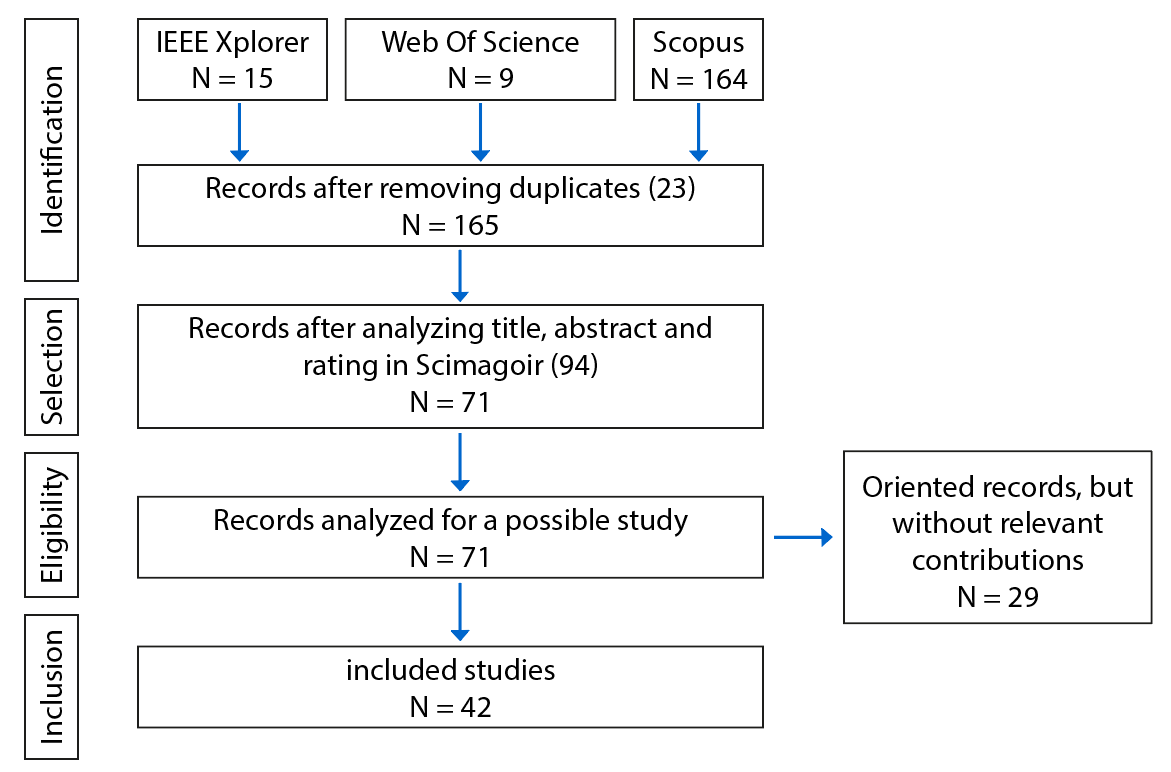 Identification
IEEE Xplorer
N = 15
Web Of Science
N = 9
Scopus
N = 164
Records after removing duplicates (23)
N = 165
Selection
Records after analyzing title, abstract and
rating in Scimagoir (94)
N = 71
Eligibility
Records analyzed for a possible study
N = 71
Oriented records, but
without relevant
contributions
N = 29
Inclusion
included studies
N = 42